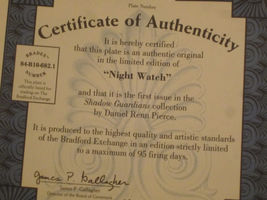 Plate Number
Certificate of Authenticity
It is hereby certified
that this plate is an authentic original
in the limited edition of
"Night Watch"
and that it is the first issue in the
Shadow Guardians collection
by Daniel Renn Pierce.
It is produced to the highest quality and artistic standards
of the Bradford Exchange in an edition strictly limited
to a maximum of 95 firing days.
BRADEX®
84-B10-682.1
NUMBER
This plate is
officially listed for
trading on The
Bradford Exchange.
James P. Gallagher
James P. Gallagher
Director of the Board of Governors